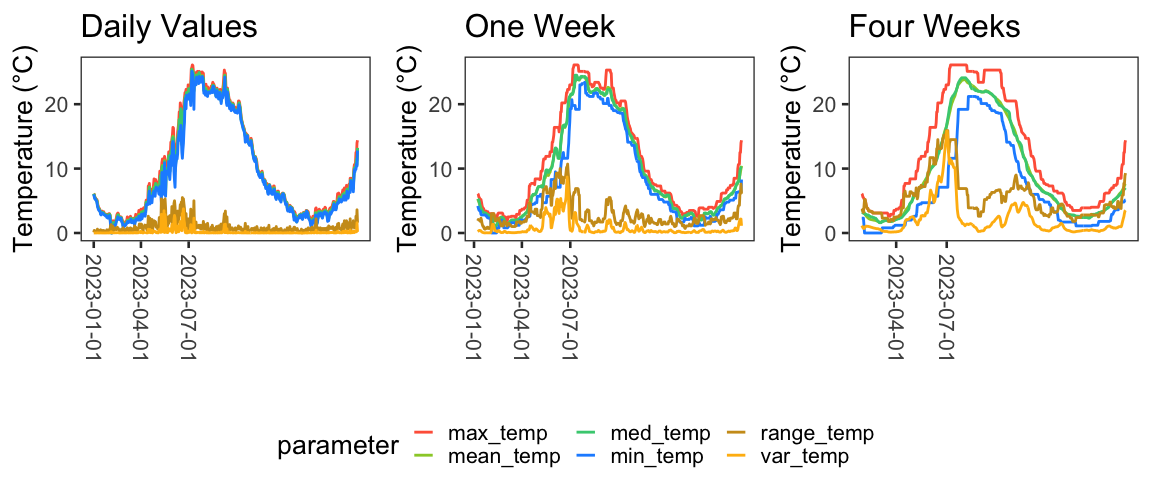 Daily Values
One Week
Four Weeks
Temperature (°C)
20
10
0
2023-01-01
2023-04-01
2023-07-01
Temperature (°C)
20
10
0
2023-01-01
2023-04-01
2023-07-01
Temperature (°C)
20
10
0
2023-04-01
2023-07-01
parameter
max_temp
mean_temp
med_temp
min_temp
range_temp
var_temp